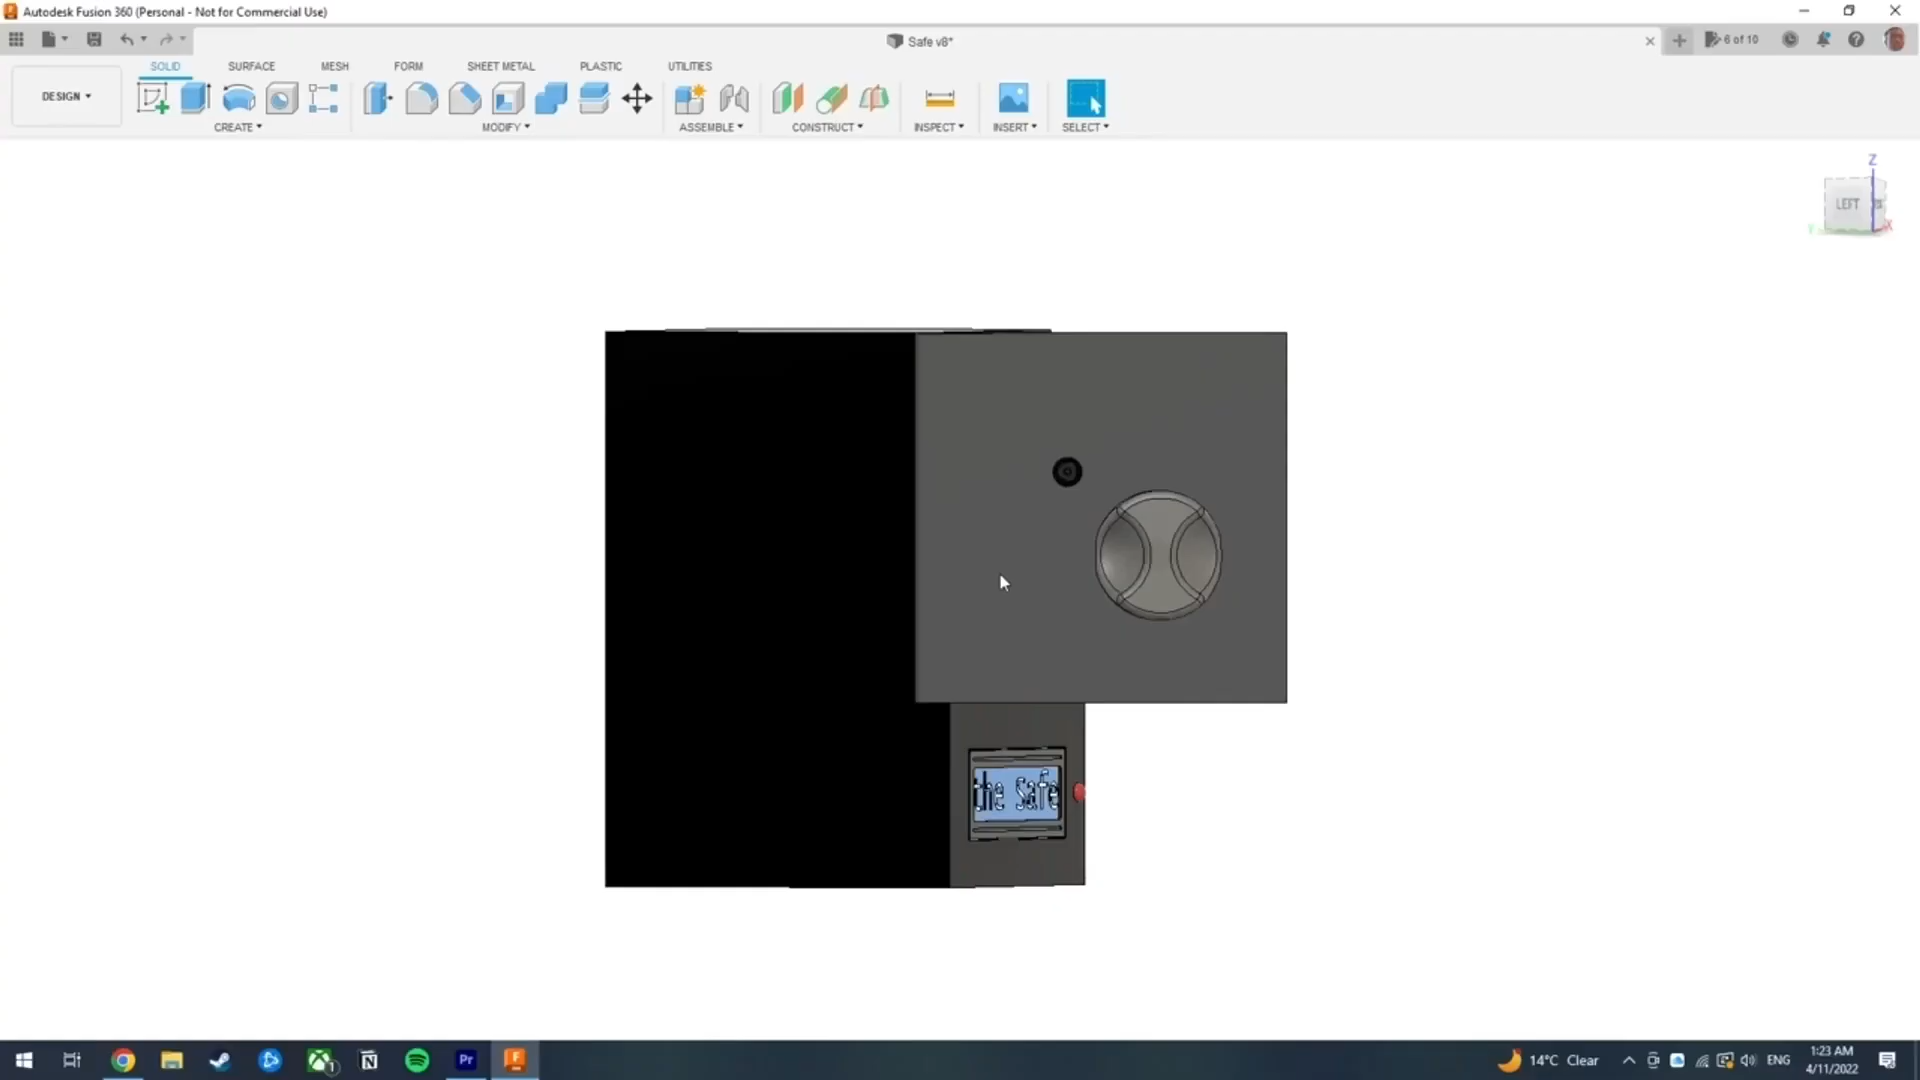 Autodesk Fusion 360 (Personal - Not for Commercial Use)
Safe v8*
6 of 10
SOLID SURFACE MESH FORM SHEET METAL PLASTIC UTILITIES
DESIGN
CREATE MODIFY ASSEMBLE CONSTRUCT INSPECT INSERT SELECT
Z
LEFT
Y X
the Safe
Pr
14°C Clear
ENG
1:23 AM
4/11/2022